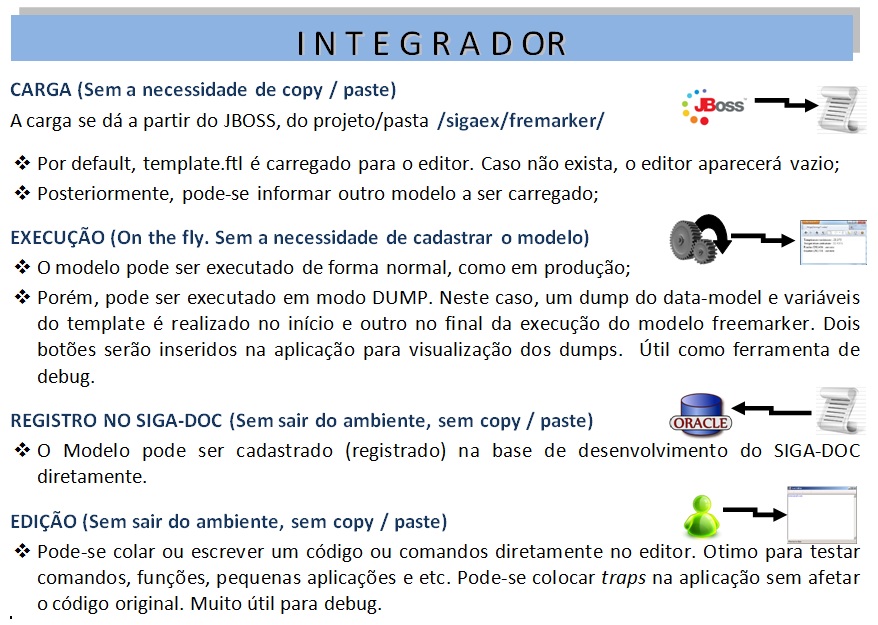 INTEGRADOR
CARGA (Sem a necessidade de copy / paste)
JBoss
A carga se dá a partir do JBOSS, do projeto/pasta /sigaex/fremarker/
❖ Por default, template.ftl é carregado para o editor. Caso não exista, o editor aparecerá vazio;
❖ Posteriormente, pode-se informar outro modelo a ser carregado;
EXECUÇÃO (On the fly. Sem a necessidade de cadastrar o modelo)
❖ O modelo pode ser executado de forma normal, como em produção;
❖ Porém, pode ser executado em modo DUMP. Neste caso, um dump do data-model e variáveis
do template é realizado no início e outro no final da execução do modelo freemarker. Dois
botões serão inseridos na aplicação para visualização dos dumps. Útil como ferramenta de
debug.
REGISTRO NO SIGA-DOC (Sem sair do ambiente, sem copy / paste)
ORACLE
❖ O Modelo pode ser cadastrado (registrado) na base de desenvolvimento do SIGA-DOC
diretamente.
EDIÇÃO (Sem sair do ambiente, sem copy / paste)
❖ Pode-se colar ou escrever um código ou comandos diretamente no editor. Otimo para testar
comandos, funções, pequenas aplicações e etc. Pode-se colocar traps na aplicação sem afetar
o código original. Muito útil para debug.